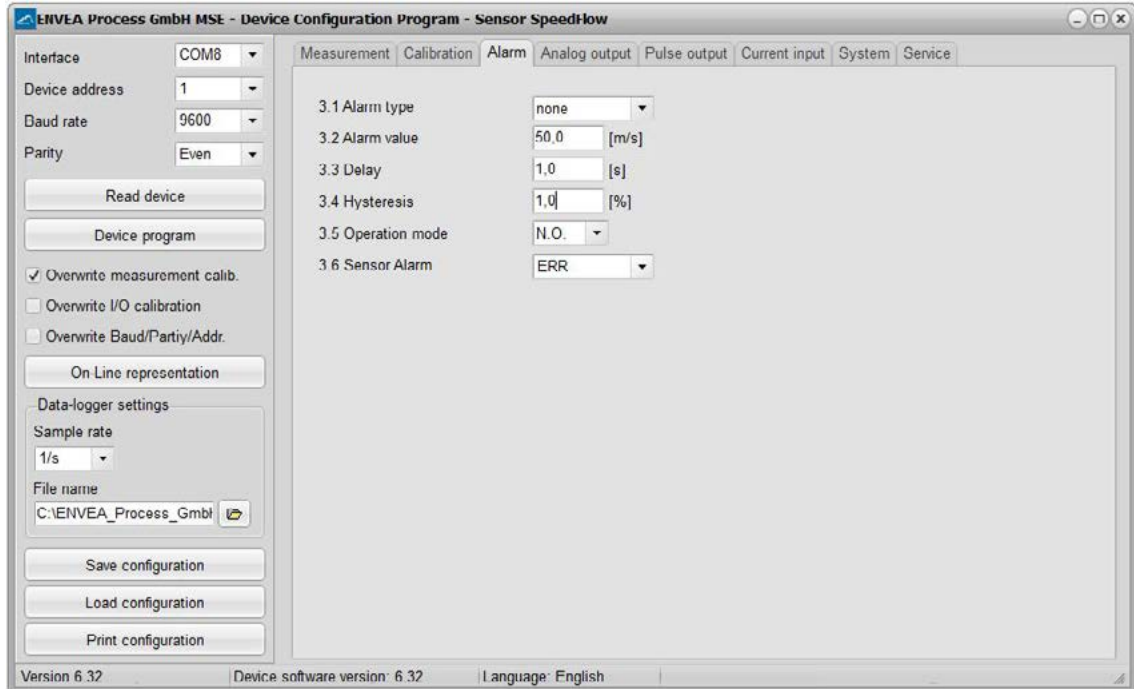 ENVEA Process GmbH MSE - Device Configuration Program - Sensor SpeedFlow
Interface
COM8
Device address
1
Baud rate
9600
Parity
Even
Read device
Device program
Overwrite measurement calib.
Overwrite I/O calibration
Overwrite Baud/Partiy/Addr.
On-Line representation
Data-logger settings
Sample rate
1/s
File name
C:\ENVEA_Process_Gmb
Save configuration
Load configuration
Print configuration
Measurement Calibration Alarm Analog output Pulse output Current input System Service
3.1 Alarm type none
3.2 Alarm value 50,0 [m/s]
3.3 Delay 1,0 [s]
3.4 Hysteresis 1,0 [%]
3.5 Operation mode N.O.
3.6 Sensor Alarm ERR
Version 6.32 Device software version: 6.32 Language: English